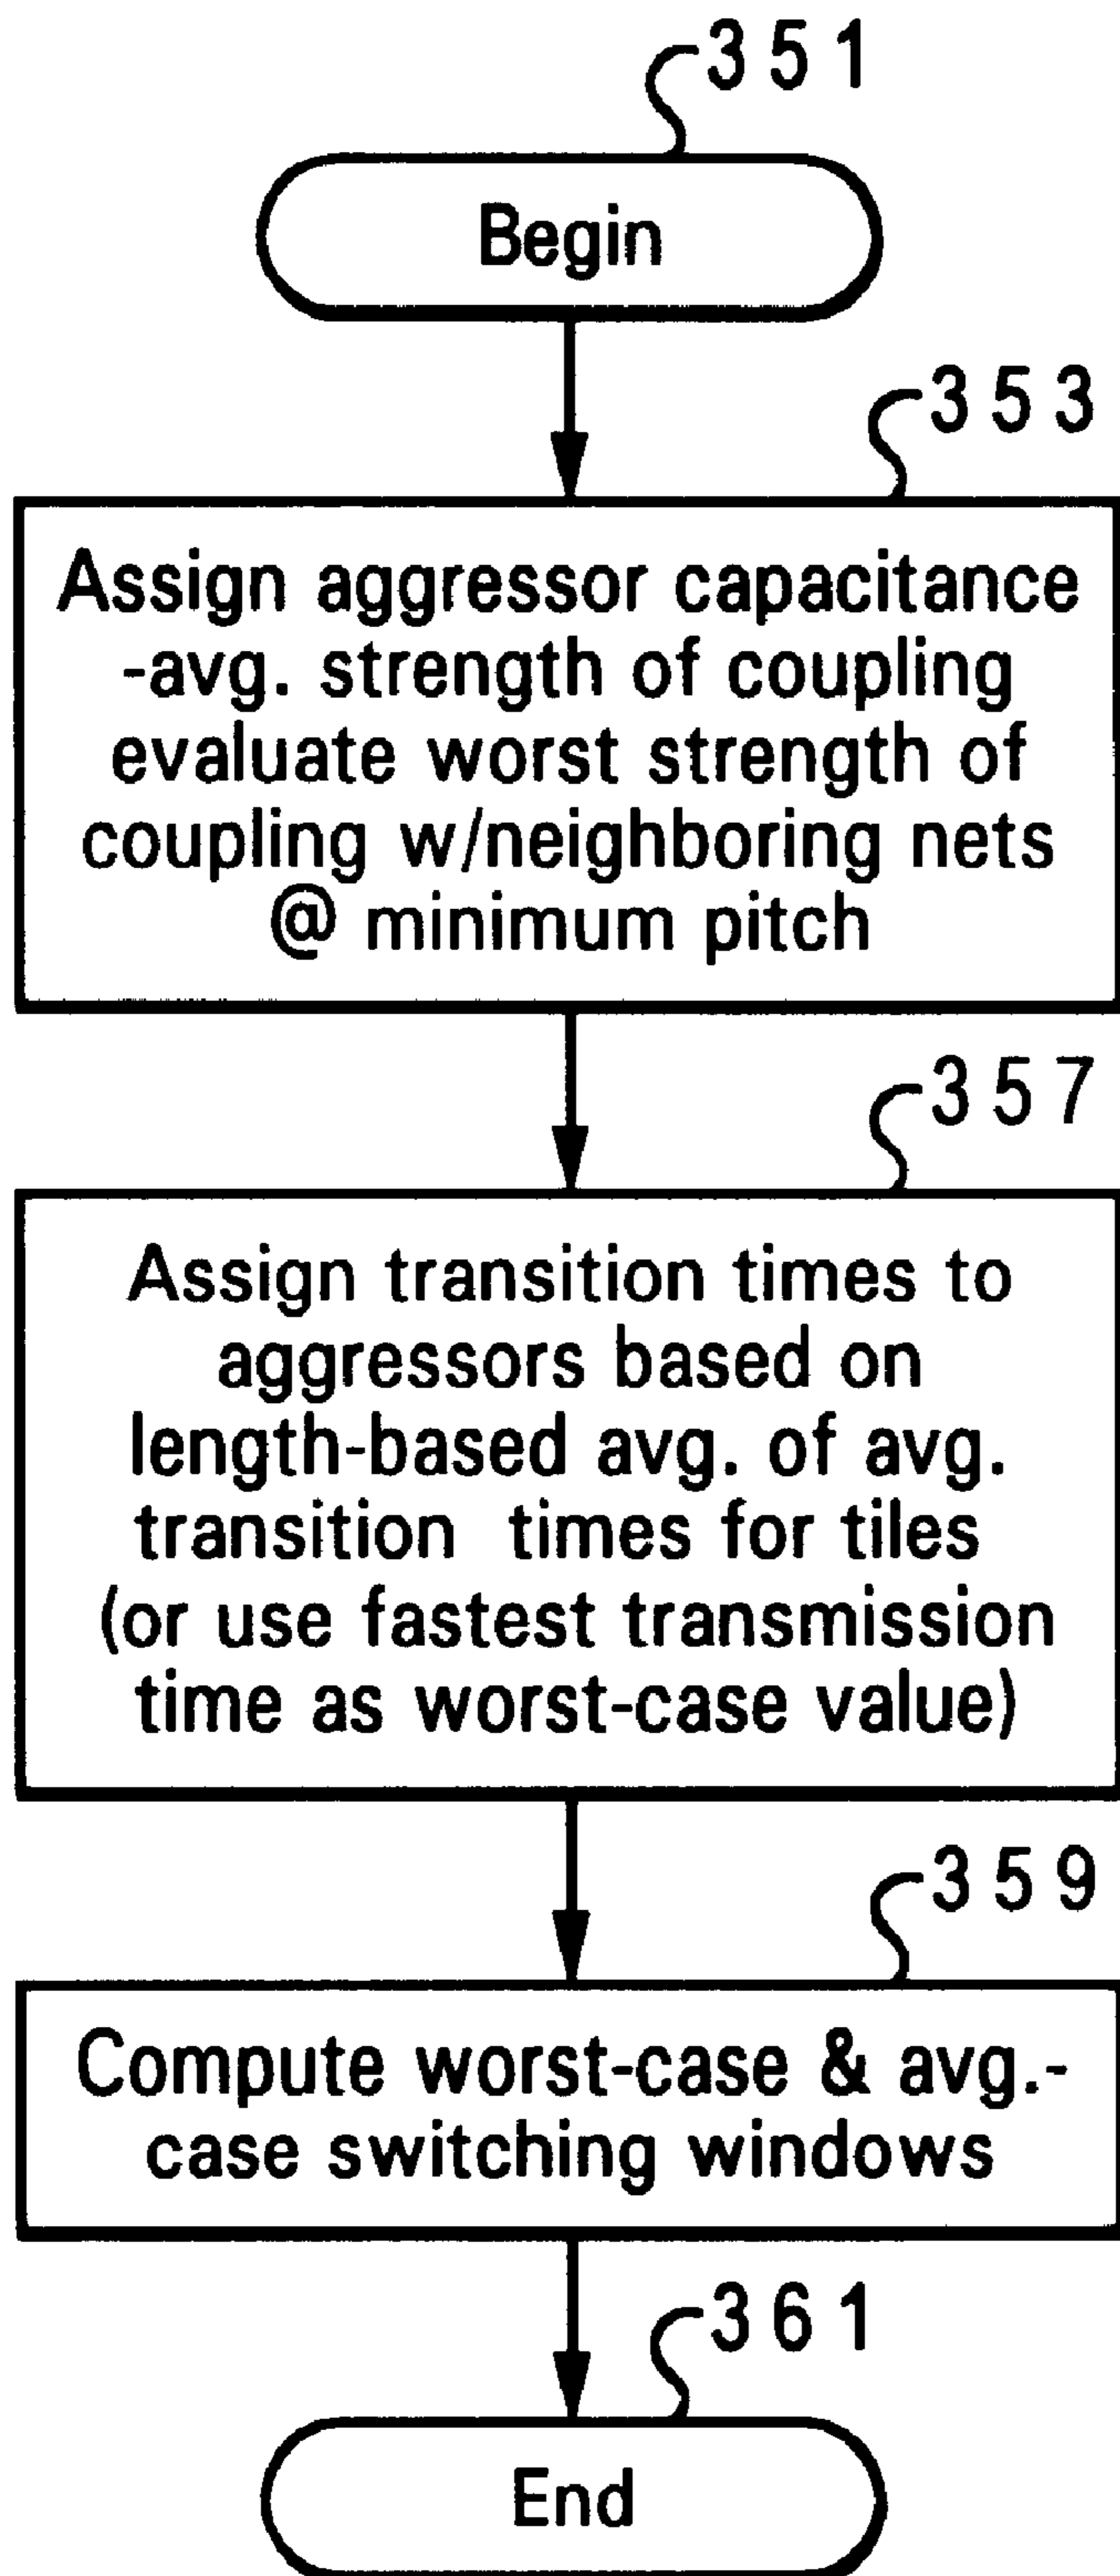 351
Begin
353
Assign aggressor capacitance
-avg. strength of coupling
evaluate worst strength of
coupling w/neighboring nets
@ minimum pitch
357
Assign transition times to
aggressors based on
length-based avg. of avg.
transition times for tiles
(or use fastest transmission
time as worst-case value)
359
Compute worst-case & avg.-
case switching windows
361
End